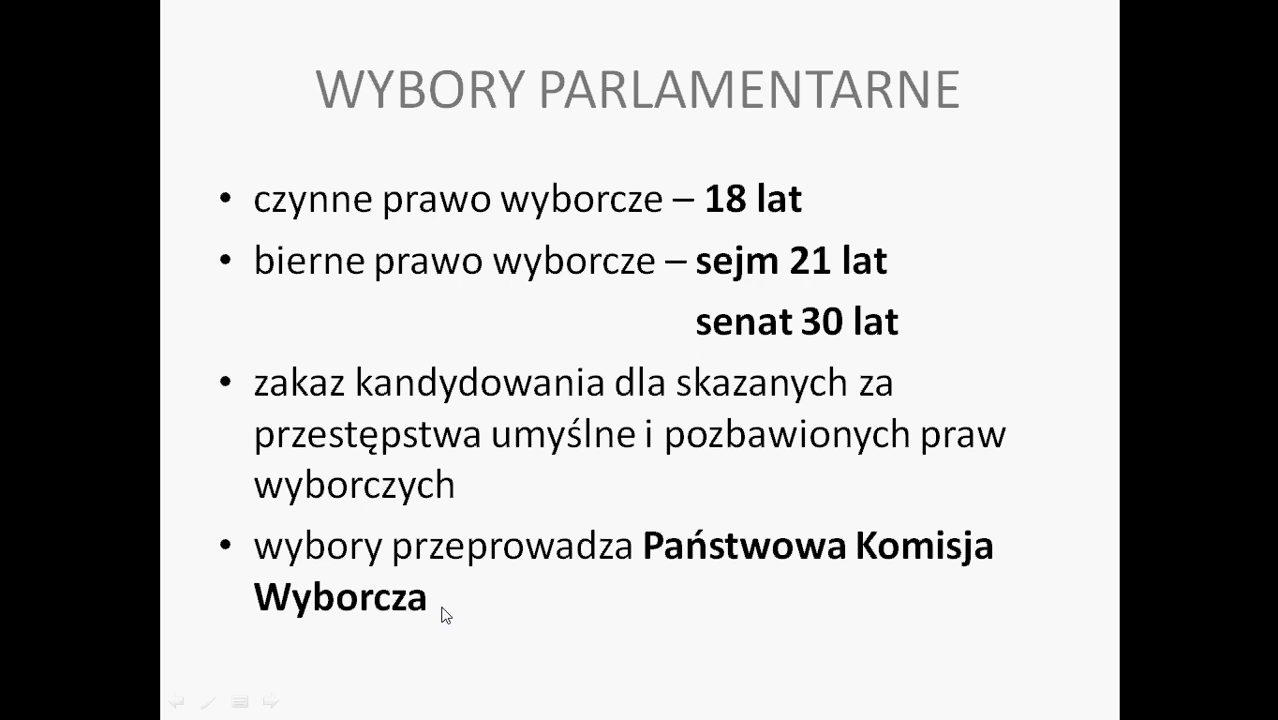 WYBORY PARLAMENTARNE
• czynne prawo wyborcze – 18 lat
• bierne prawo wyborcze – sejm 21 lat
senat 30 lat
• zakaz kandydowania dla skazanych za
przestępstwa umyślne i pozbawionych praw
wyborczych
• wybory przeprowadza Państwowa Komisja
Wyborcza